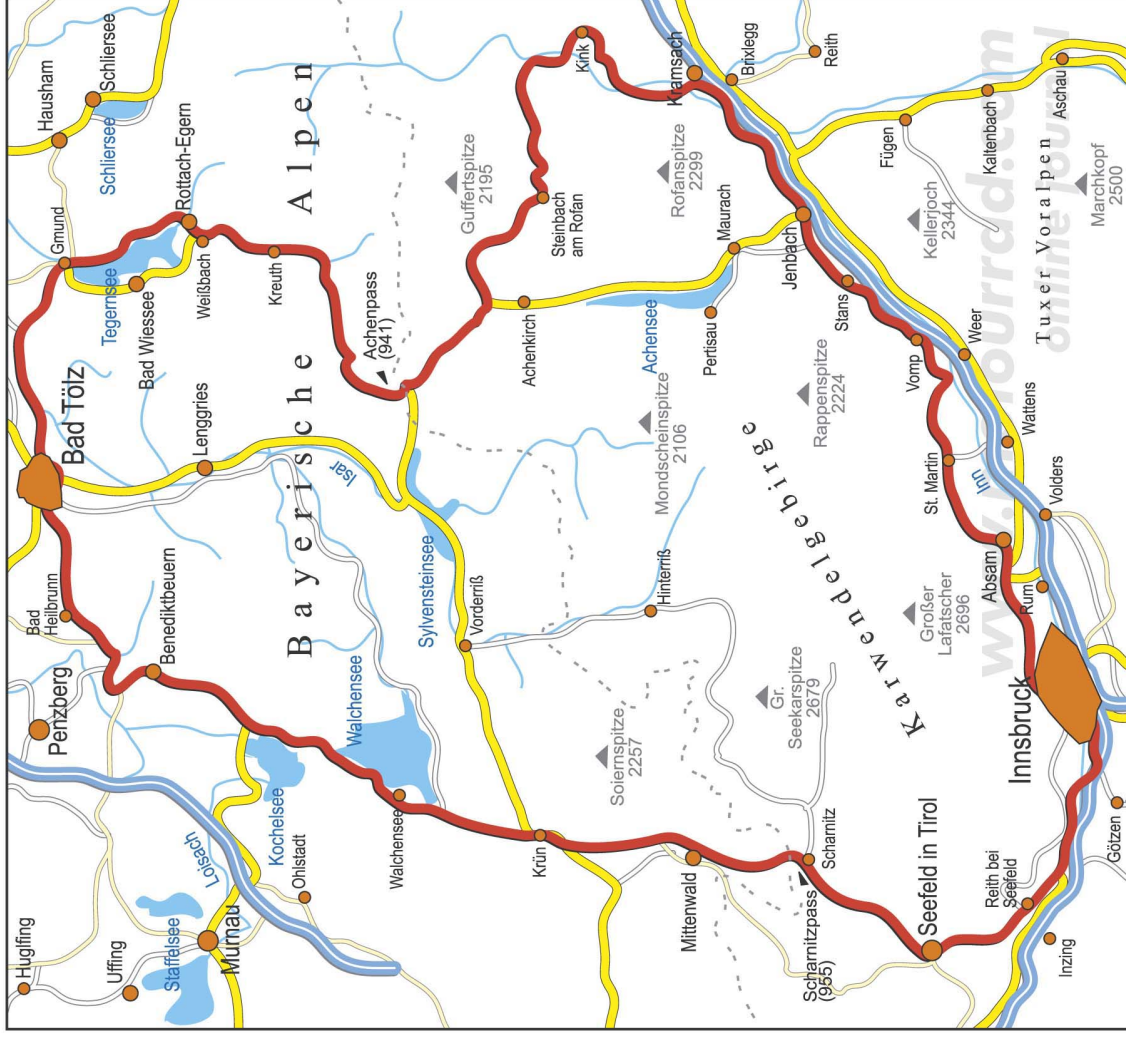 Huglfing
Uffing
Staffelsee
Murnau
Loisach
Ohlstadt
Kochelsee
Penzberg
Bad
Heilbrunn
Benediktbeuern
Walchensee
Walchensee
Bad Tölz
Lenggries
Isar
Gmund
Tegernsee
Bad Wiessee
Rottach-Egern
Weißbach
Kreuth
Hausham
Schliersee
Schliersee
Bayerische Alpen
Achenpass
(941)
Sylvensteinsee
Vorderriß
Hinterriß
Krün
Soiernspitze
2257
Mittenwald
Scharnitzpass
(955)
Scharnitz
Gr.
Seekarspitze
2679
Karwendelgebirge
Mondscheinspitze
2106
Rappenspitze
2224
Großer
Lafatscher
2696
Guffertspitze
2195
Steinbach
am Rofan
Rofanspitze
2299
Achenkirch
Achensee
Pertisau
Maurach
Jenbach
Kink
Kramsach
Brixlegg
Reith
Stans
Vomp
Weer
Wattens
St. Martin
Inn
Absam
Volders
Rum
Innsbruck
Seefeld in Tirol
Reith bei
Seefeld
Inzing
Götzen
Fügen
Kaltenbach
Aschau
Kellerjoch
2344
Tuxer Voralpen
Marchkopf
2500
online journal